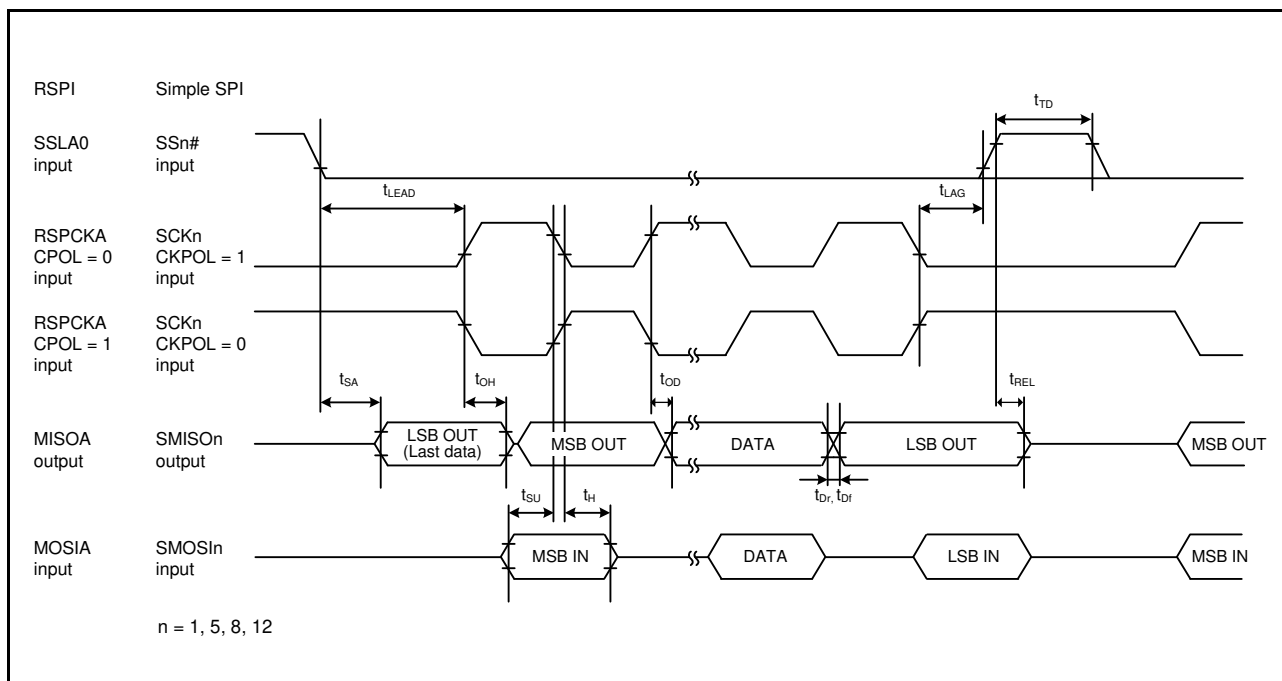 RSPI Simple SPI
tTD
SSLA0 SSn#
input input
tLEAD
tLAG
RSPCKA SCKn
CPOL = 0 CKPOL = 1
input input
RSPCKA SCKn
CPOL = 1 CKPOL = 0
input input
tSA tOH tOD tREL
MISOA SMISOn
output output
LSB OUT
(Last data)
MSB OUT DATA LSB OUT MSB OUT
tSU tH tDr, tDf
MOSIA SMOSIn
input input
MSB IN DATA LSB IN MSB IN
n = 1, 5, 8, 12